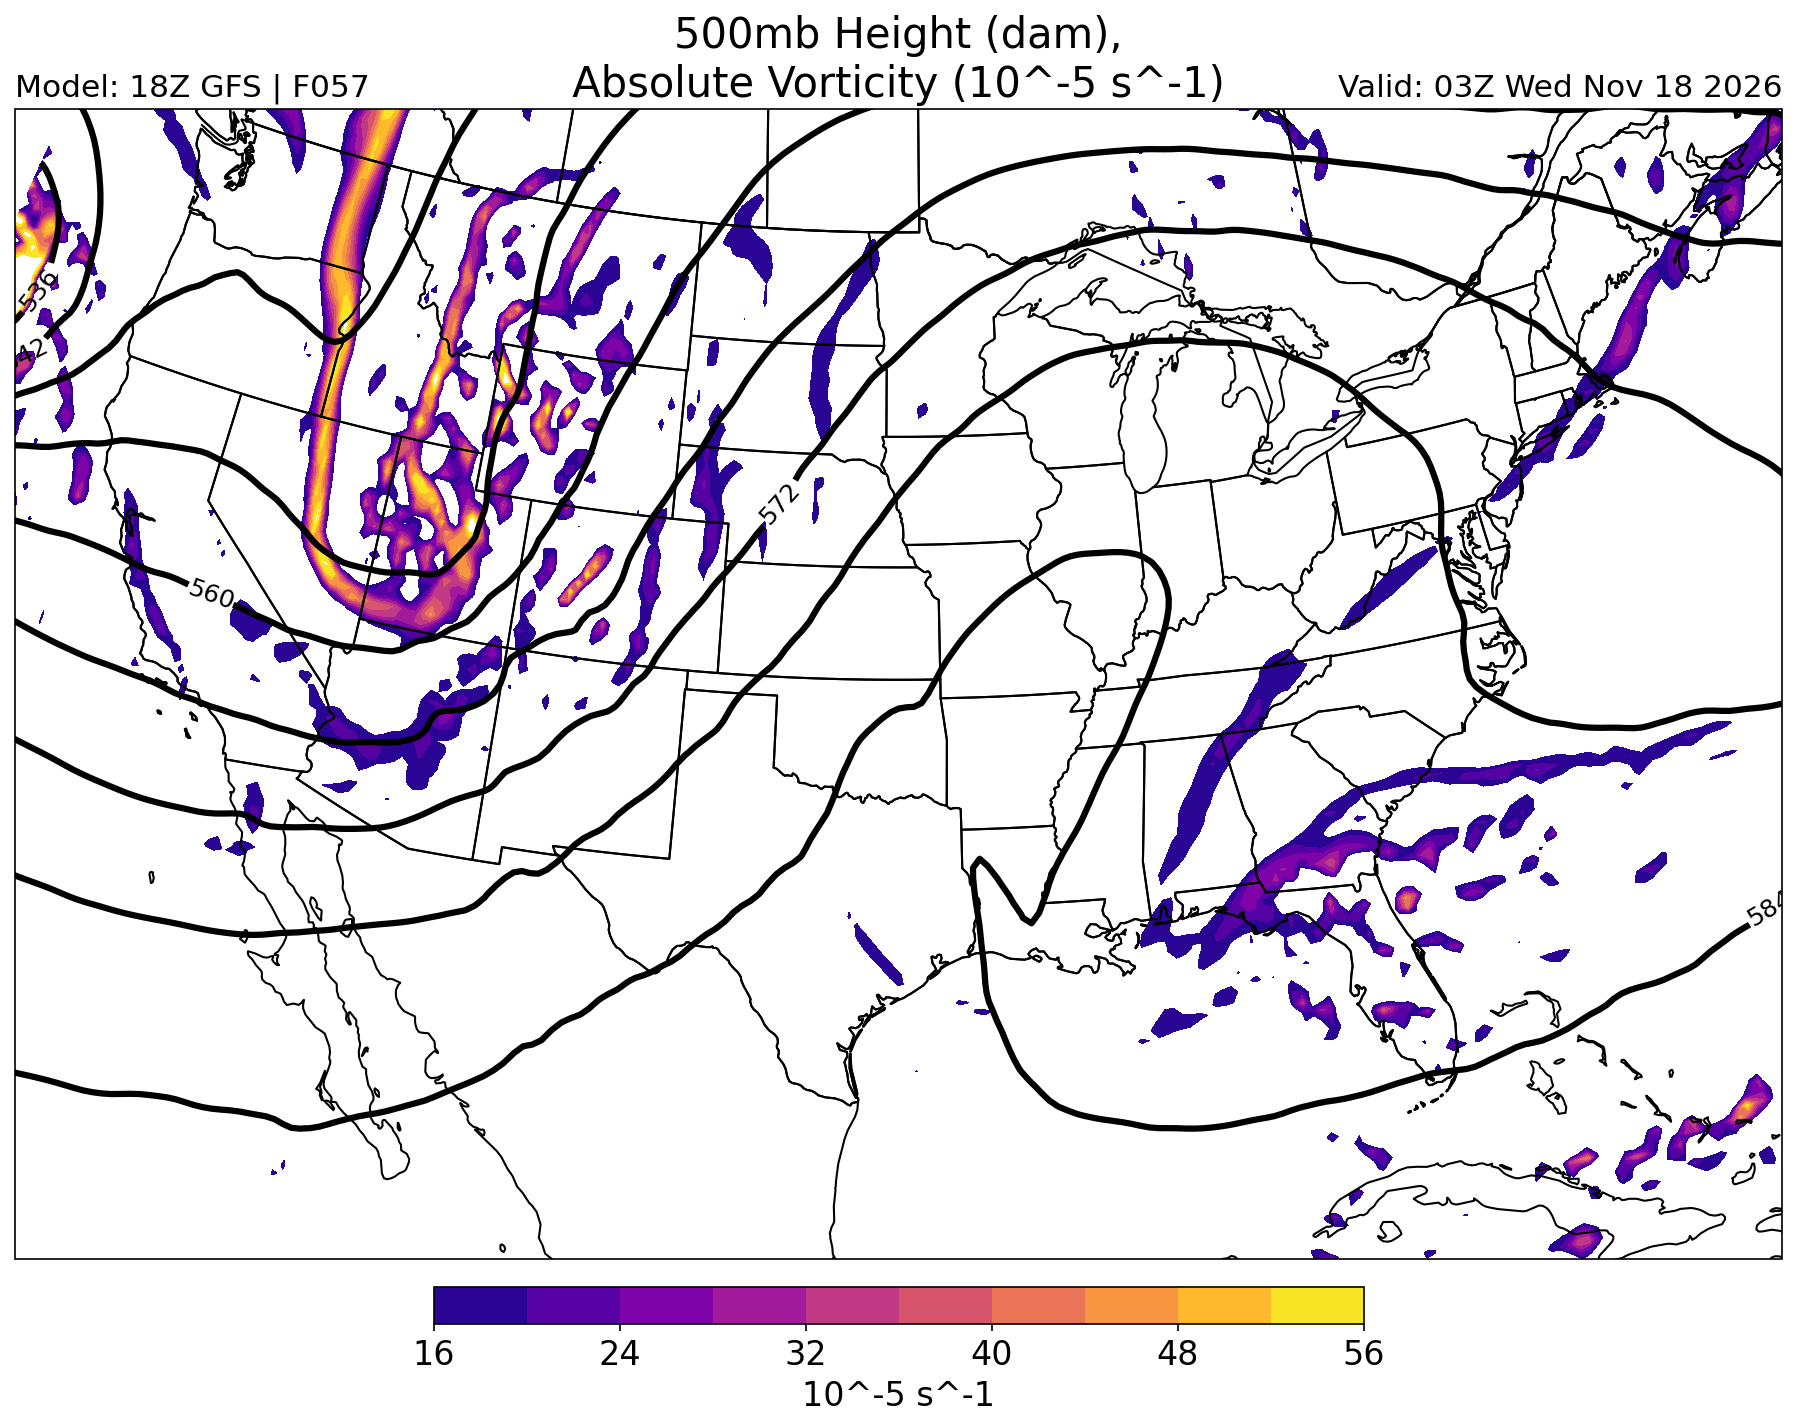 500mb Height (dam),
Absolute Vorticity (10^-5 s^-1)
Model: 18Z GFS | F057
Valid: 03Z Wed Nov 18 2026
536
42
560
572
584
16 24 32 40 48 56
10^-5 s^-1